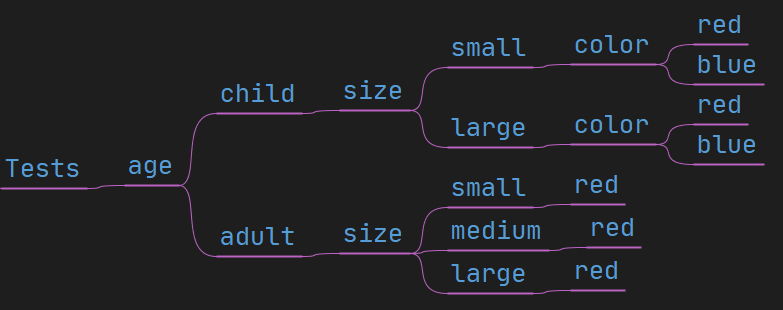 Tests
age
child
size
small
color
red
blue
large
color
red
blue
adult
size
small
red
medium
red
large
red